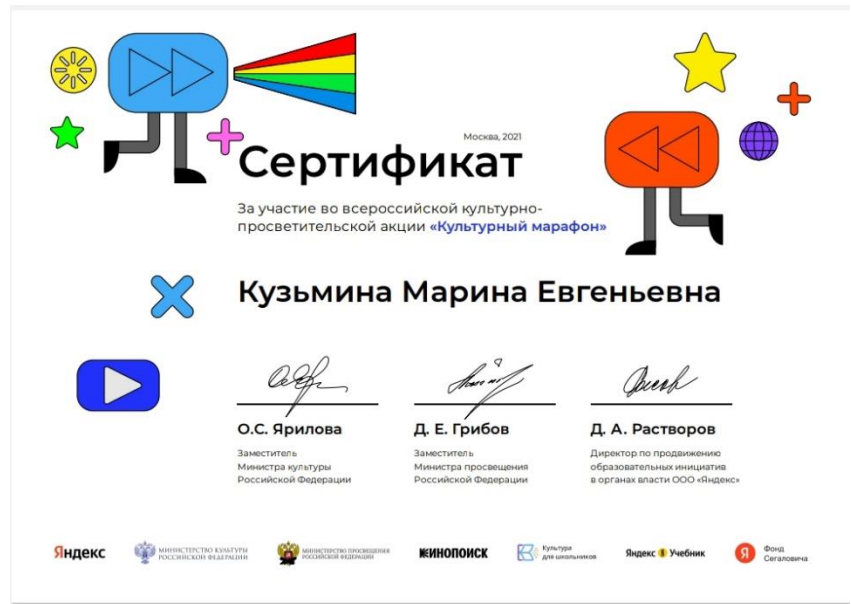 Москва, 2021
Сертификат
За участие во всероссийской культурно-
просветительской акции «Культурный марафон»
Кузьмина Марина Евгеньевна
О.С. Ярилова
Заместитель
Министра культуры
Российской Федерации
Д. Е. Грибов
Заместитель
Министра просвещения
Российской Федерации
Д. А. Растворов
Директор по продвижению
образовательных инициатив
в органах власти ООО «Яндекс»
Яндекс
МИНИСТЕРСТВО КУЛЬТУРЫ
РОССИЙСКОЙ ФЕДЕРАЦИИ
МИНИСТЕРСТВО ПРОСВЕЩЕНИЯ
РОССИЙСКОЙ ФЕДЕРАЦИИ
КИНОПОИСК
Культура
для школьников
Яндекс Учебник
Я
Фонд
Сегаловича